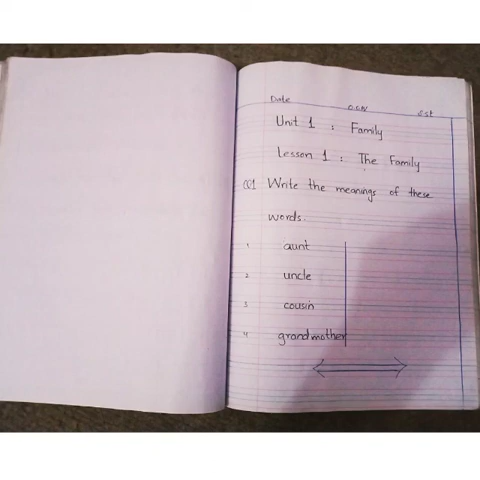 Date C.C.W E.St
Unit 1 : Family
Lesson 1 : The Family
Q1 Write the meanings of these
words.
1 aunt
2 uncle
3 cousin
4 grandmother